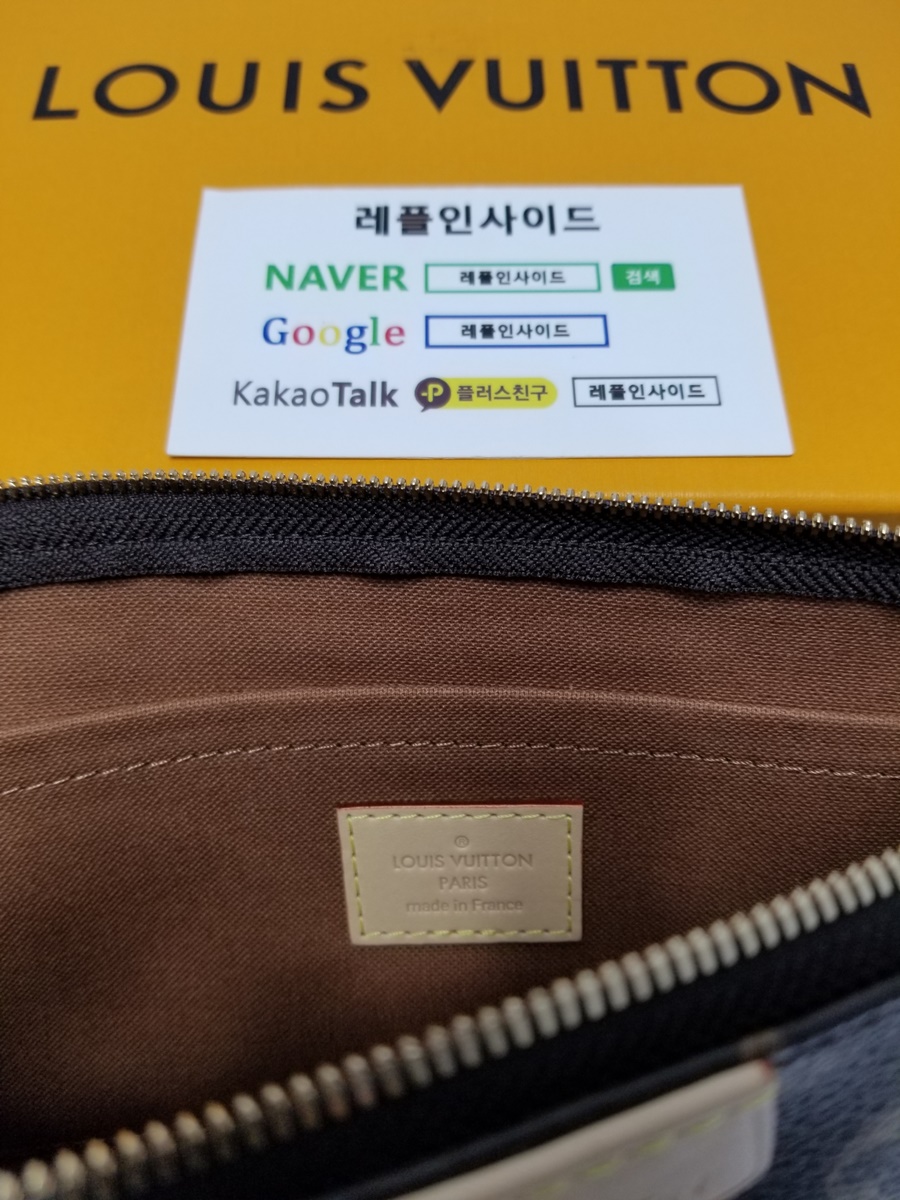 LOUIS VUITTON
레플인사이드
NAVER 레플인사이드 검색
Google 레플인사이드
KakaoTalk P 플러스친구 레플인사이드
®
LOUIS VUITTON
PARIS
made in France